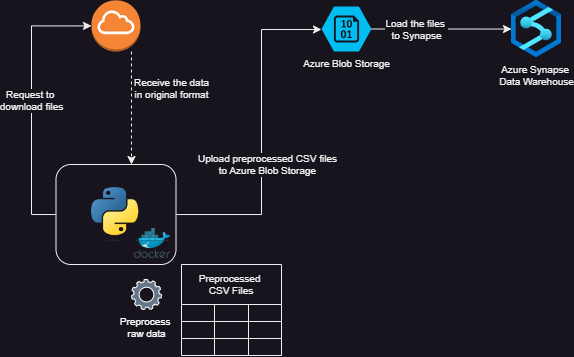 Request to
download files
Receive the data
in original format
Upload preprocessed CSV files
to Azure Blob Storage
10
01
Azure Blob Storage
Load the files
to Synapse
Azure Synapse
Data Warehouse
docker
Preprocess
raw data
Preprocessed
CSV Files